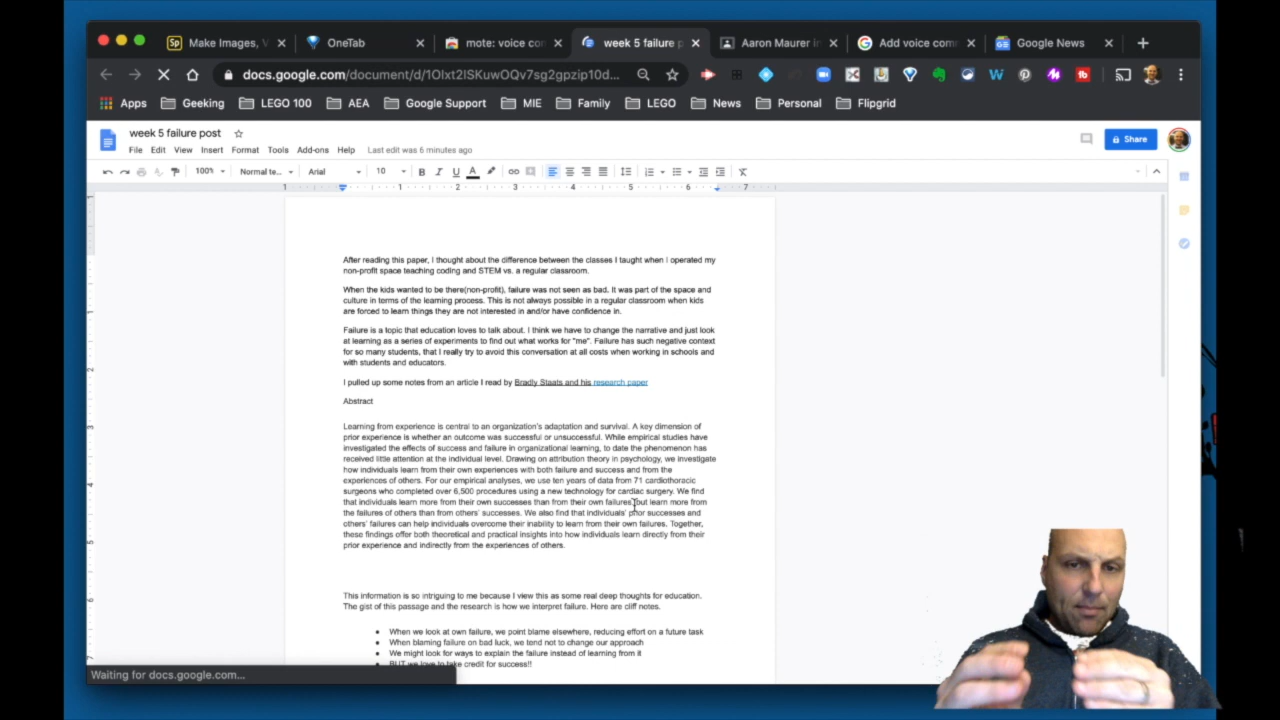 Make Images, V
OneTab
mote: voice con
week 5 failure p
Aaron Maurer in
Add voice comr
Google News
docs.google.com/document/d/1OIxt2ISKuwOQv7sg2gpzip10d...
Apps
Geeking
LEGO 100
AEA
Google Support
MIE
Family
LEGO
News
Personal
Flipgrid
week 5 failure post
File Edit View Insert Format Tools Add-ons Help Last edit was 6 minutes ago
Share
100% Normal te... Arial 10 B I U A
1 1 2 3 4 5 6 7
After reading this paper, I thought about the difference between the classes I taught when I operated my
non-profit space teaching coding and STEM vs. a regular classroom.
When the kids wanted to be there(non-profit), failure was not seen as bad. It was part of the space and
culture in terms of the learning process. This is not always possible in a regular classroom when kids
are forced to learn things they are not interested in and/or have confidence in.
Failure is a topic that education loves to talk about. I think we have to change the narrative and just look
at learning as a series of experiments to find out what works for "me". Failure has such negative context
for so many students, that I really try to avoid this conversation at all costs when working in schools and
with students and educators.
I pulled up some notes from an article I read by Bradly Staats and his research paper
Abstract
Learning from experience is central to an organization's adaptation and survival. A key dimension of
prior experience is whether an outcome was successful or unsuccessful. While empirical studies have
investigated the effects of success and failure in organizational learning, to date the phenomenon has
received little attention at the individual level. Drawing on attribution theory in psychology, we investigate
how individuals learn from their own experiences with both failure and success and from the
experiences of others. For our empirical analyses, we use ten years of data from 71 cardiothoracic
surgeons who completed over 6,500 procedures using a new technology for cardiac surgery. We find
that individuals learn more from their own successes than from their own failures but learn more from
the failures of others than from others' successes. We also find that individuals' prior successes and
others' failures can help individuals overcome their inability to learn from their own failures. Together,
these findings offer both theoretical and practical insights into how individuals learn directly from their
prior experience and indirectly from the experiences of others.
This information is so intriguing to me because I view this as some real deep thoughts for education.
The gist of this passage and the research is how we interpret failure. Here are cliff notes.
● When we look at own failure, we point blame elsewhere, reducing effort on a future task
● When blaming failure on bad luck, we tend not to change our approach
● We might look for ways to explain the failure instead of learning from it
● BUT we love to take credit for success!!
Waiting for docs.google.com...